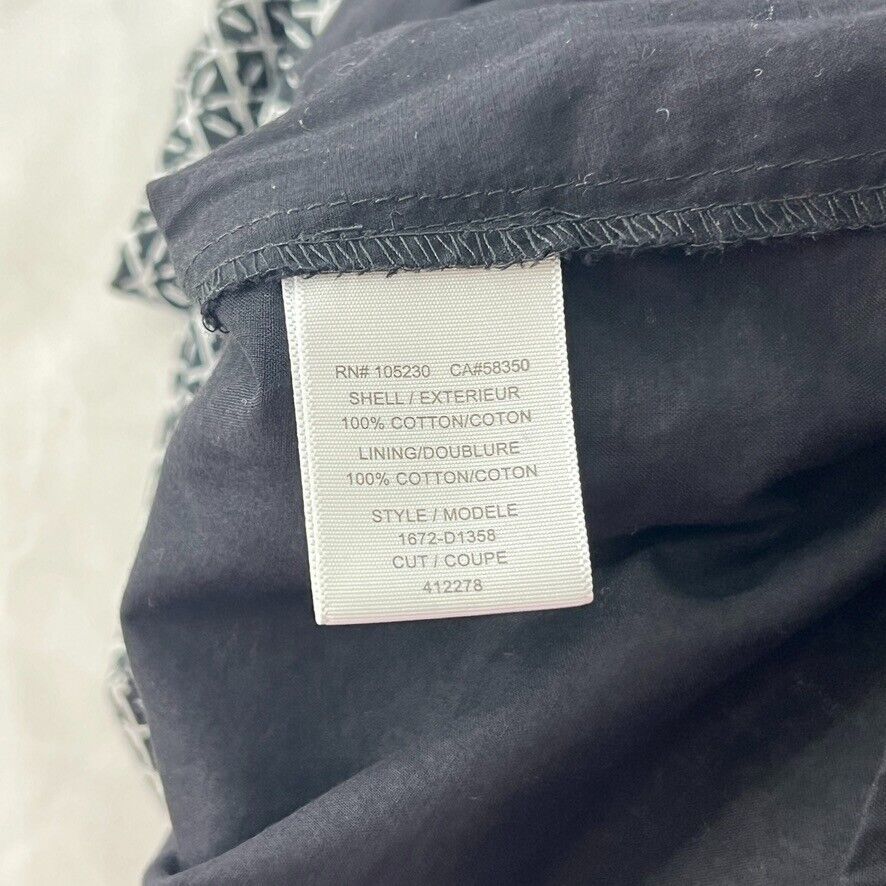 RN# 105230 CA#58350
SHELL / EXTERIEUR
100% COTTON/COTON
LINING/DOUBLURE
100% COTTON/COTON
STYLE / MODELE
1672-D1358
CUT / COUPE
412278